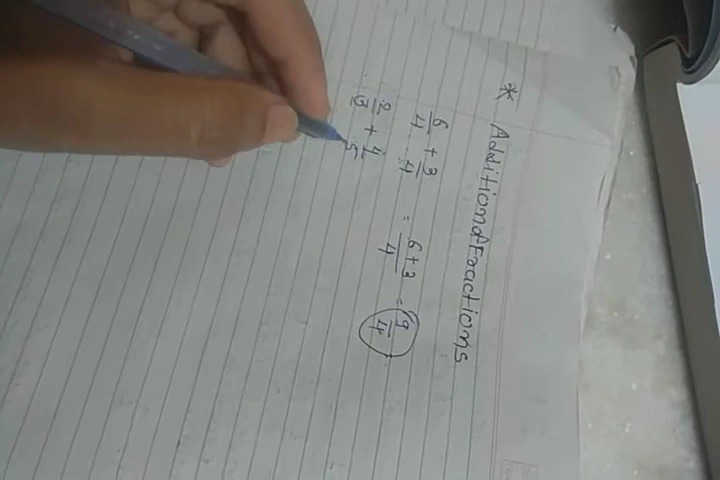 * Addition of Fractions
6/4 + 3/4 = 6+3/4 = 9/4
2/3 + 4/5